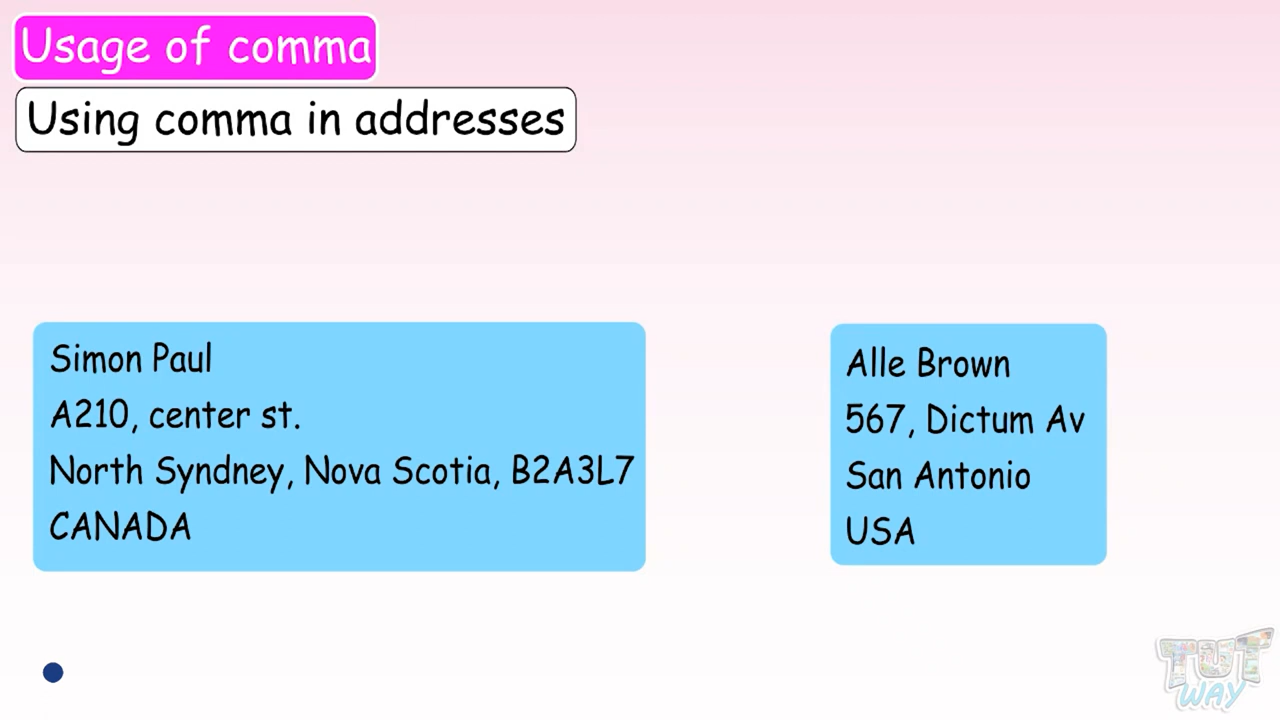 Usage of comma
Using comma in addresses
Simon Paul
A210, center st.
North Syndney, Nova Scotia, B2A3L7
CANADA
Alle Brown
567, Dictum Av
San Antonio
USA
TUT
WAY